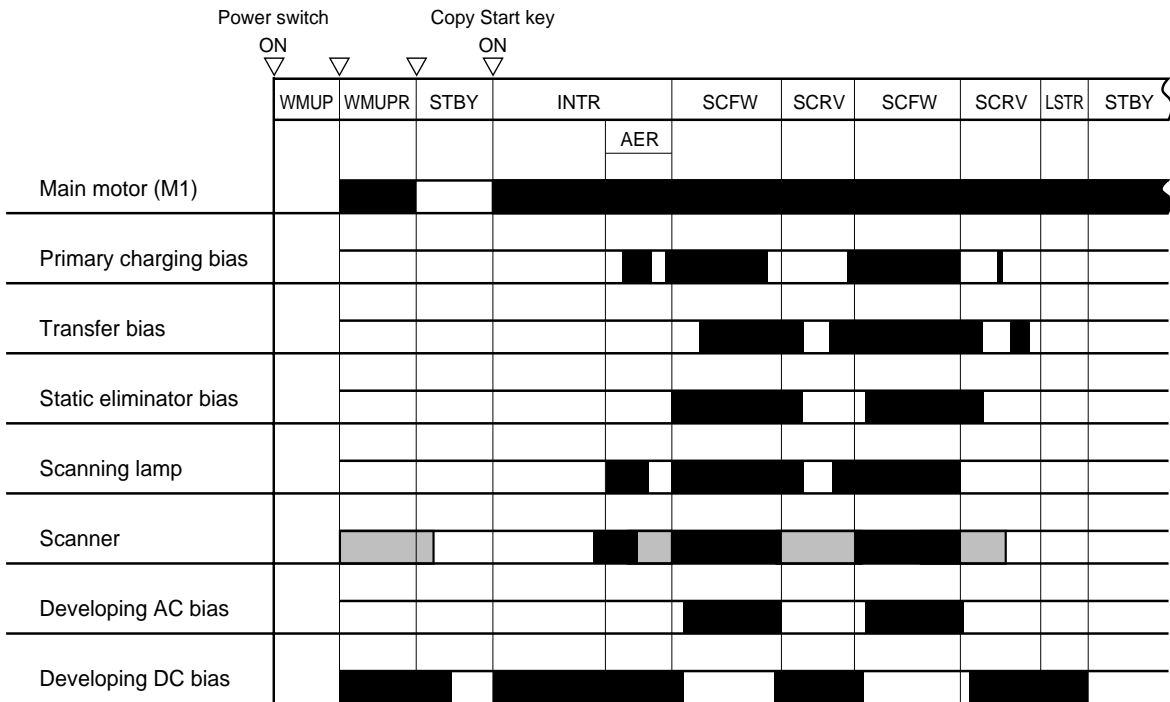 Power switch Copy Start key
ON ON
WMUP WMUPR STBY INTR SCFW SCRV SCFW SCRV LSTR STBY
AER
Main motor (M1)
Primary charging bias
Transfer bias
Static eliminator bias
Scanning lamp
Scanner
Developing AC bias
Developing DC bias